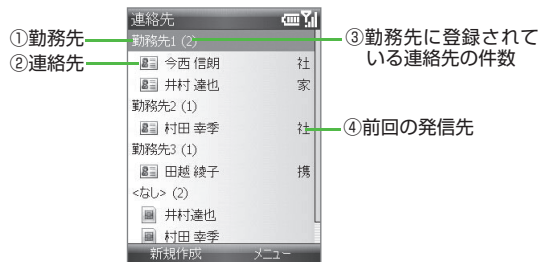 ①勤務先
②連絡先
連絡先
勤務先1 (2)
今西 信朗 社
井村 達也 家
勤務先2 (1)
村田 幸季 社
勤務先3 (1)
田越 綾子 携
<なし> (2)
井村達也
村田 幸季
新規作成 メニュー
③勤務先に登録されて
いる連絡先の件数
④前回の発信先